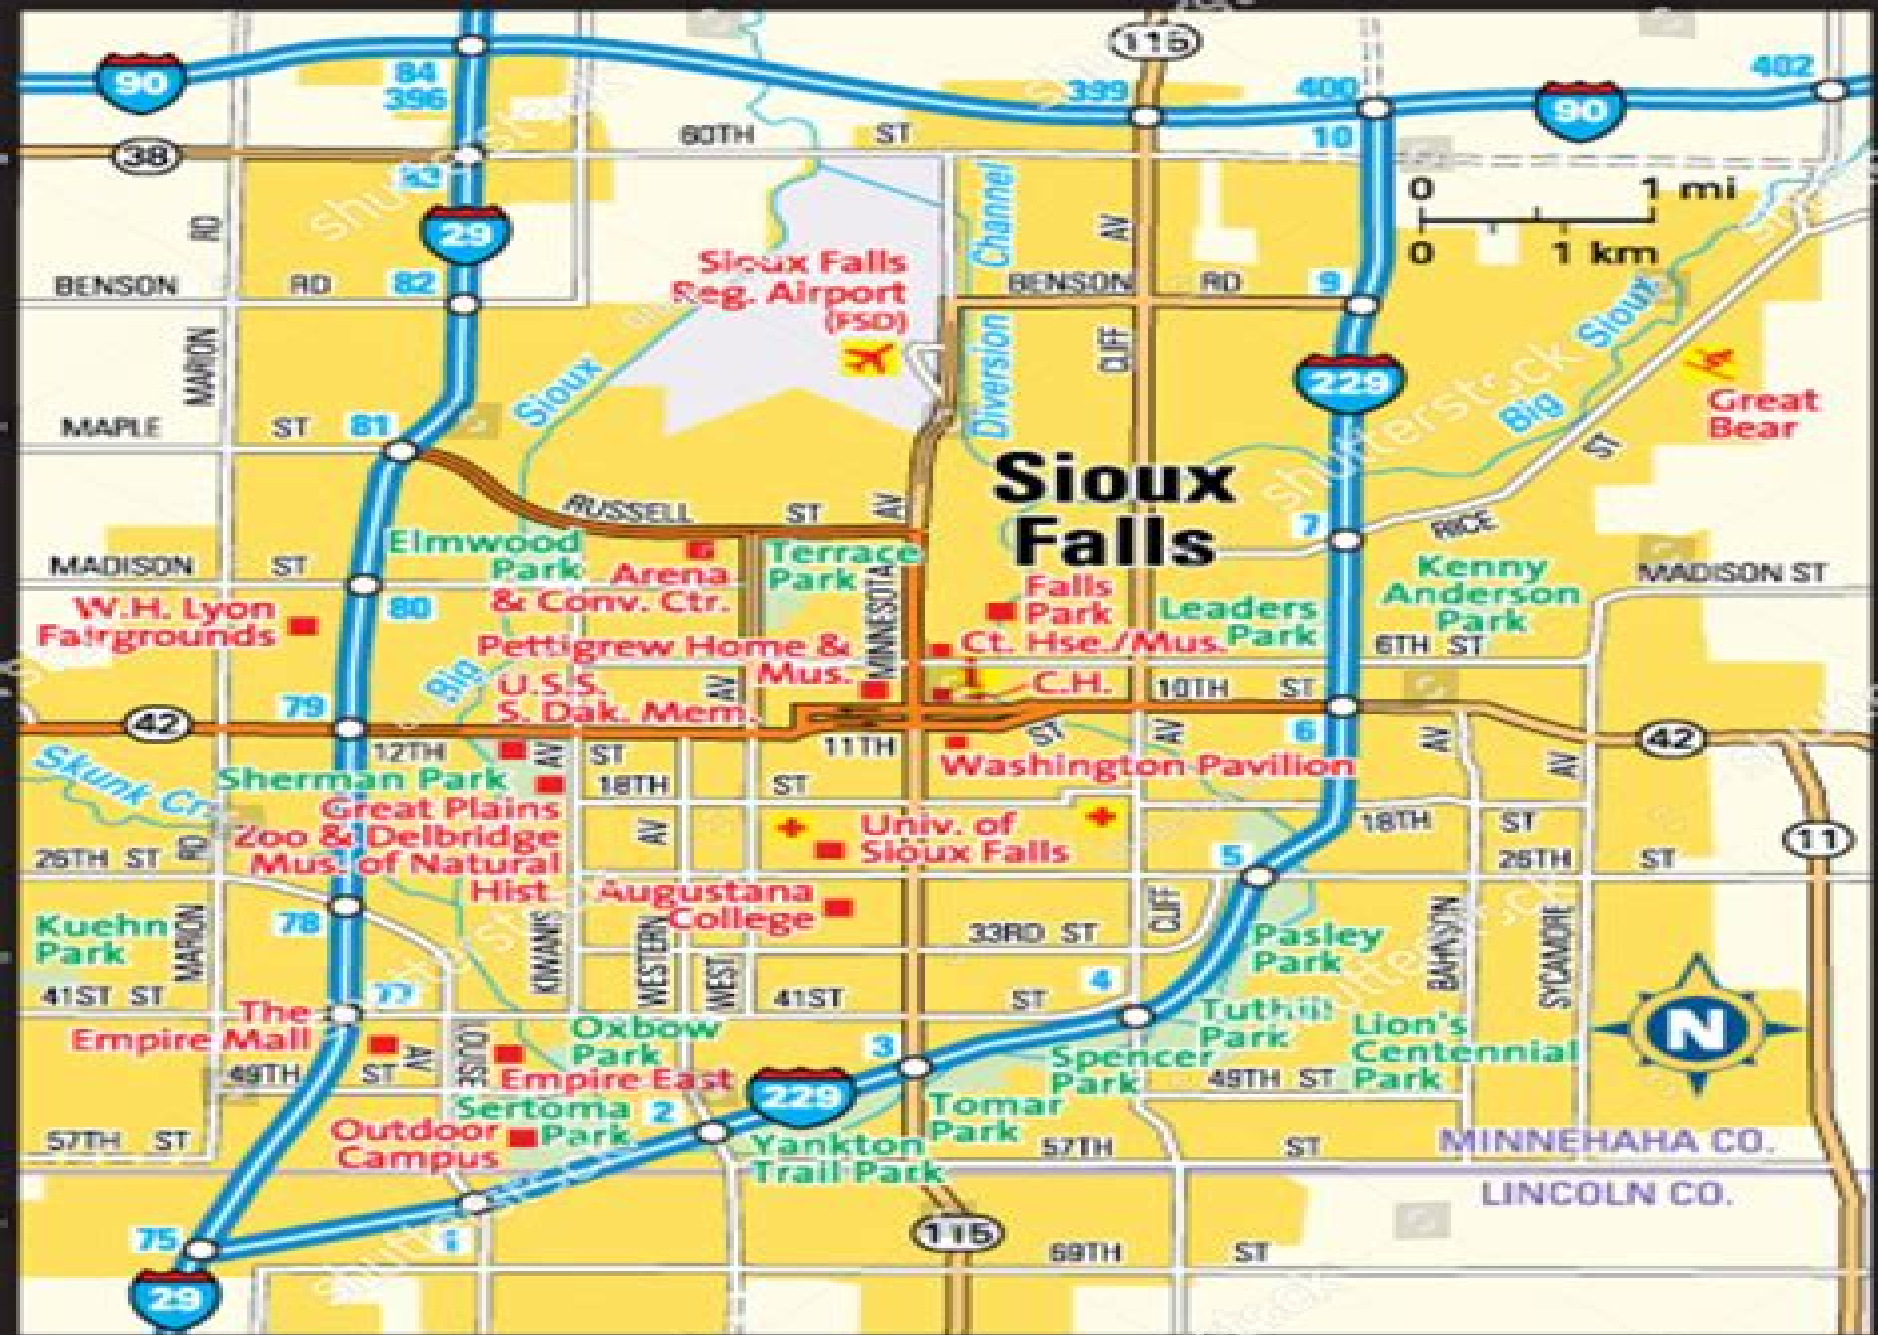 115
90
84
396
399
400
402
90
10
60TH ST
38
83
0 1 mi
0 1 km
RD
29
Channel
AV
Sioux Falls
Reg. Airport
(FSD)
BENSON RD
82
BENSON RD
9
Sioux
MARION
Diversion
CLIFF
229
Sioux
Big
Great
Bear
MAPLE ST
81
ST
Sioux
Falls
RUSSELL ST
AV
7
RICE
Elmwood
Park
Terrace
Park
MADISON ST
Arena
& Conv. Ctr.
Falls
Park
Kenny
Anderson
Park
MADISON ST
80
W.H. Lyon
Fairgrounds
Leaders
Park
MINNESOTA
Pettigrew Home &
Mus.
Ct. Hse./Mus.
6TH ST
Big
U.S.S.
S. Dak. Mem.
AV
C.H.
10TH ST
79
42
12TH
AV
ST
11TH
ST
AV
6
AV
42
AV
Skunk Cr.
Sherman Park
18TH ST
Washington Pavilion
Great Plains
Zoo & Delbridge
Mus. of Natural
Hist.
AV
Univ. of
Sioux Falls
18TH ST
11
26TH ST
RD
5
26TH ST
Augustana
College
78
Kuehn
Park
MARION
KIWANIS
WESTERN
WEST
33RD ST
CLIFF
Pasley
Park
BAHNSON
SYCAMORE
41ST ST
77
41ST ST
4
The
Empire Mall
Oxbow
Park
Tuthill
Park
Lion's
Centennial
Park
N
AV
LOUISE
3
Spencer
Park
49TH ST
Empire East
229
49TH ST
Sertoma
Park
2
Tomar
Park
57TH ST
Outdoor
Campus
Yankton
Trail Park
57TH ST
MINNEHAHA CO.
LINCOLN CO.
75
1
115
69TH ST
29
shutterstock